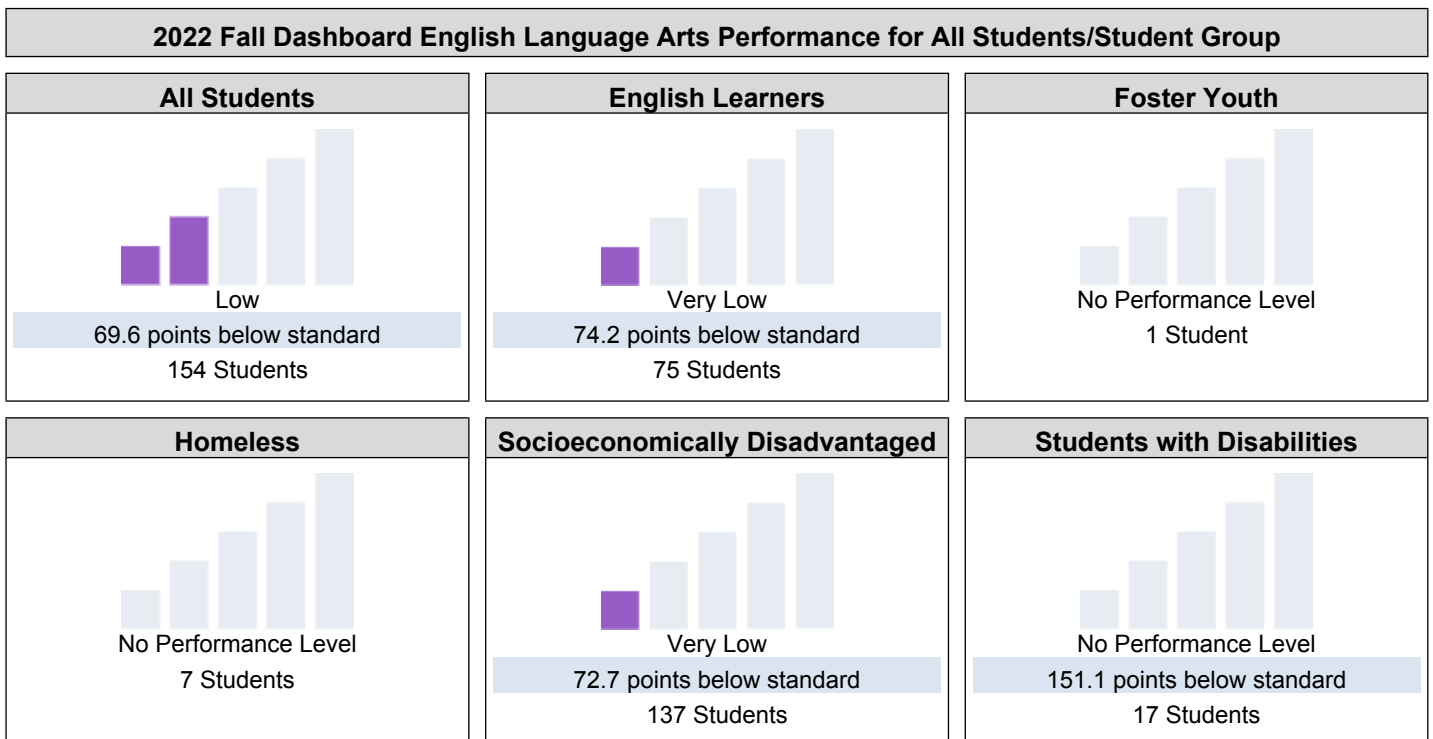 2022 Fall Dashboard English Language Arts Performance for All Students/Student Group
All Students
Low
69.6 points below standard
154 Students
English Learners
Very Low
74.2 points below standard
75 Students
Foster Youth
No Performance Level
1 Student
Homeless
No Performance Level
7 Students
Socioeconomically Disadvantaged
Very Low
72.7 points below standard
137 Students
Students with Disabilities
No Performance Level
151.1 points below standard
17 Students